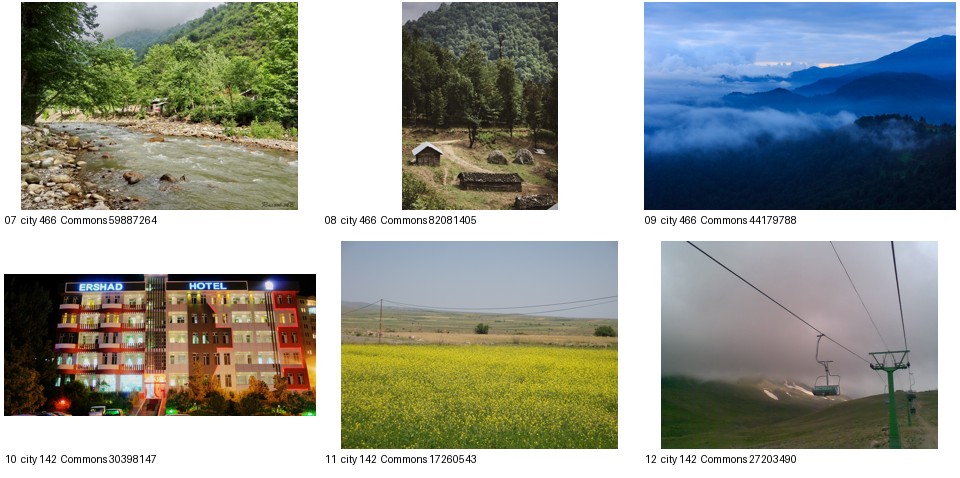 07 city 466 Commons 59887264
08 city 466 Commons 82081405
09 city 466 Commons 44179788
ERSHAD HOTEL
10 city 142 Commons 30398147
11 city 142 Commons 17260543
12 city 142 Commons 27203490